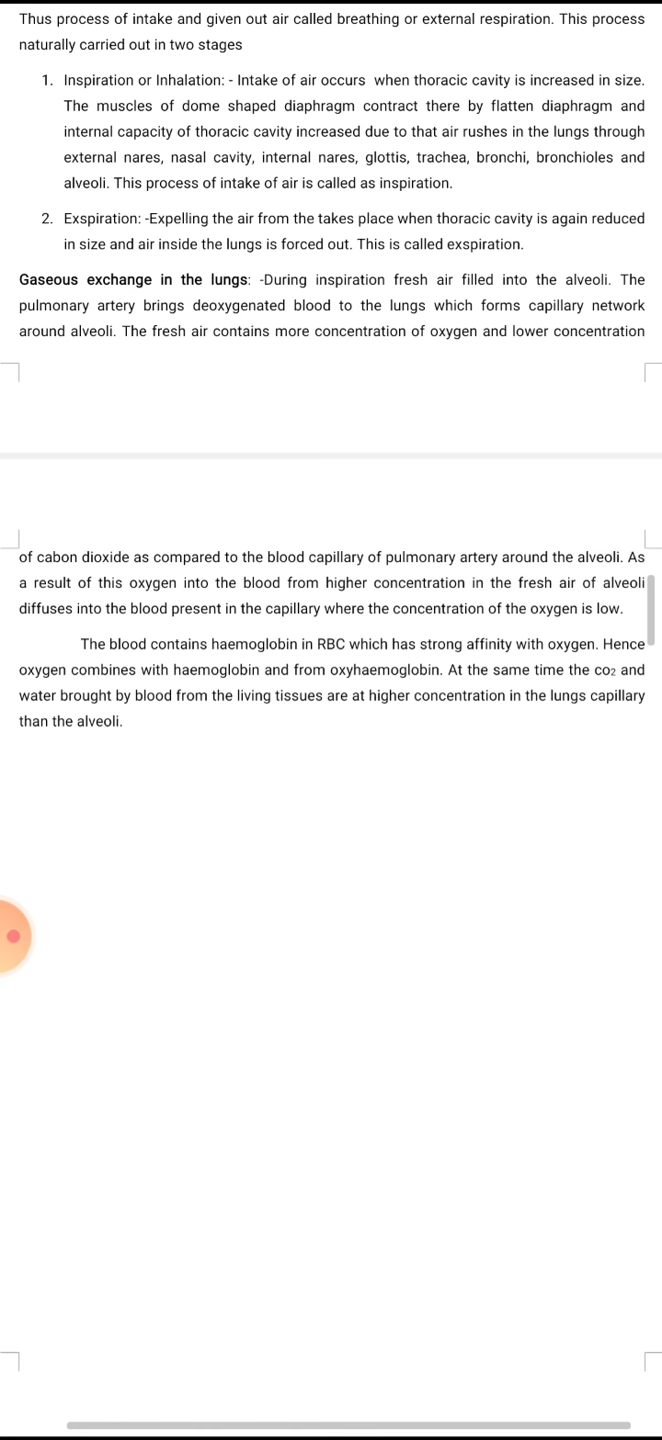 Thus process of intake and given out air called breathing or external respiration. This process
naturally carried out in two stages
1. Inspiration or Inhalation: - Intake of air occurs when thoracic cavity is increased in size.
The muscles of dome shaped diaphragm contract there by flatten diaphragm and
internal capacity of thoracic cavity increased due to that air rushes in the lungs through
external nares, nasal cavity, internal nares, glottis, trachea, bronchi, bronchioles and
alveoli. This process of intake of air is called as inspiration.
2. Exspiration: -Expelling the air from the takes place when thoracic cavity is again reduced
in size and air inside the lungs is forced out. This is called exspiration.
Gaseous exchange in the lungs: -During inspiration fresh air filled into the alveoli. The
pulmonary artery brings deoxygenated blood to the lungs which forms capillary network
around alveoli. The fresh air contains more concentration of oxygen and lower concentration
of cabon dioxide as compared to the blood capillary of pulmonary artery around the alveoli. As
a result of this oxygen into the blood from higher concentration in the fresh air of alveoli
diffuses into the blood present in the capillary where the concentration of the oxygen is low.
The blood contains haemoglobin in RBC which has strong affinity with oxygen. Hence
oxygen combines with haemoglobin and from oxyhaemoglobin. At the same time the co₂ and
water brought by blood from the living tissues are at higher concentration in the lungs capillary
than the alveoli.